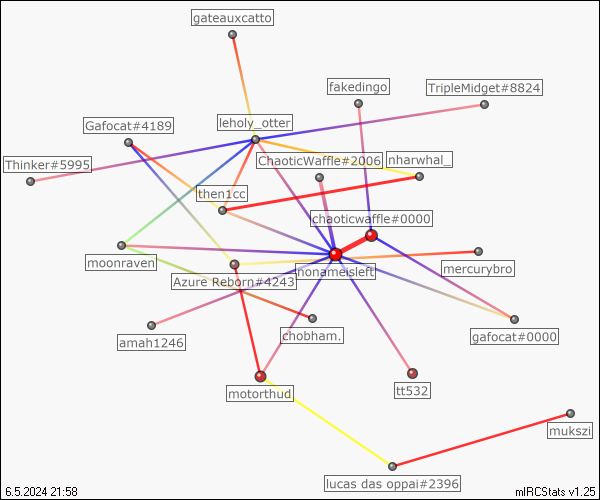 gateauxcatto
fakedingo
TripleMidget#8824
Gafocat#4189
leholy_otter
Thinker#5995
ChaoticWaffle#2006
nharwhal_
then1cc
chaoticwaffle#0000
moonraven
nonameisleft
mercurybro
Azure Reborn#4243
amah1246
chobham.
gafocat#0000
motorthud
tt532
mukszi
lucas das oppai#2396
6.5.2024 21:58
mIRCStats v1.25